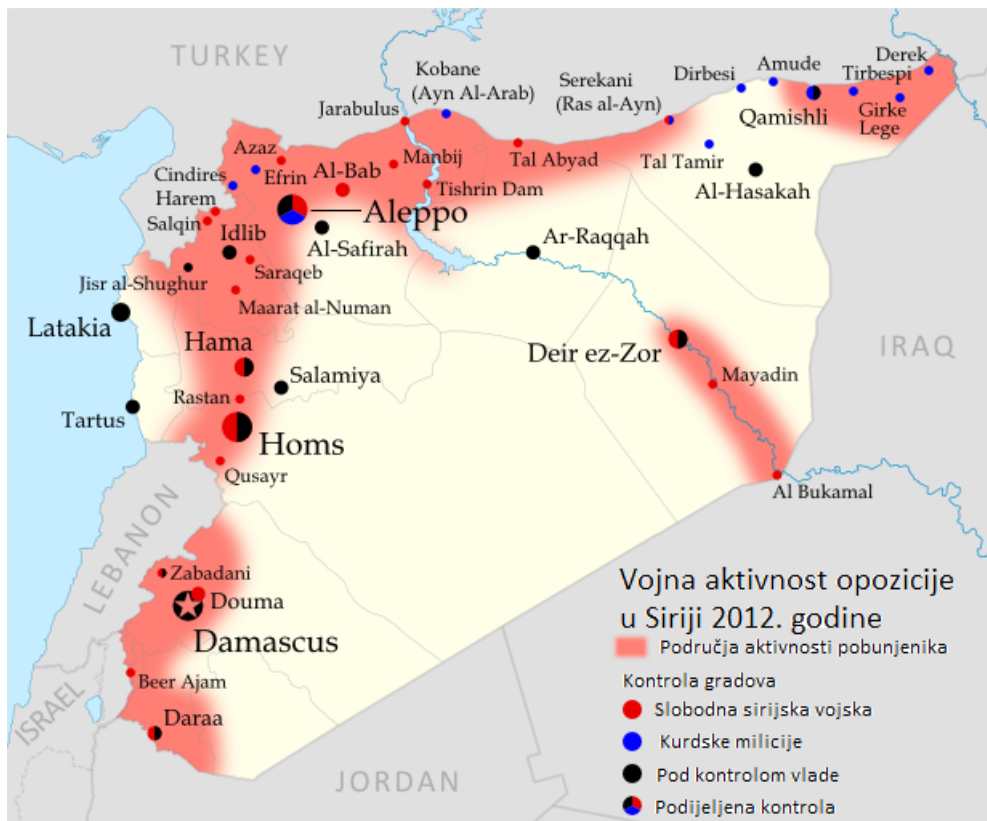 TURKEY
Derek
Amude
Tirbespi
Kobane
(Ayn Al-Arab)
Serekani
(Ras al-Ayn)
Dirbesi
Jarabulus
Qamishli
Girke
Lege
Azaz
Manbij
Cindires
Efrin
Al-Bab
Tal Abyad
Tal Tamir
Harem
Tishrin Dam
Al-Hasakah
Salqin
Aleppo
Idlib
Al-Safirah
Ar-Raqqah
Jisr al-Shughur
Saraqeb
Maarat al-Numan
Latakia
Hama
Deir ez-Zor
IRAQ
Salamiya
Mayadin
Rastan
Tartus
Homs
Qusayr
Al Bukamal
LEBANON
Zabadani
Douma
Damascus
Beer Ajam
ISRAEL
Daraa
JORDAN
Vojna aktivnost opozicije
u Siriji 2012. godine
Područja aktivnosti pobunjenika
Kontrola gradova
Slobodna sirijska vojska
Kurdske milicije
Pod kontrolom vlade
Podijeljena kontrola